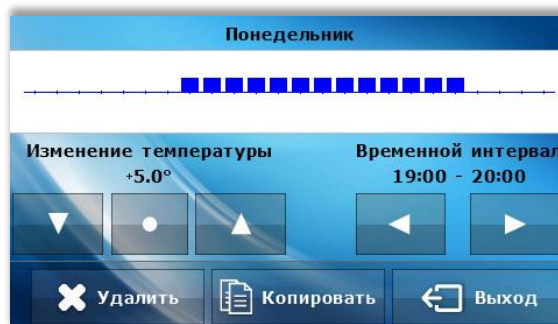 Понедельник
Изменение температуры
+5.0°
Временной интервал
19:00 - 20:00
Удалить
Копировать
Выход